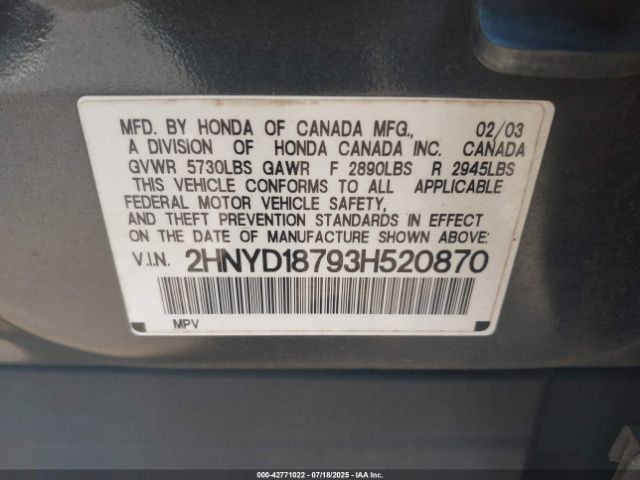 MFD. BY HONDA OF CANADA MFG., 02/03
A DIVISION OF HONDA CANADA INC. CANADA
GVWR 5730LBS GAWR F 2890LBS R 2945LBS
THIS VEHICLE CONFORMS TO ALL APPLICABLE
FEDERAL MOTOR VEHICLE SAFETY,
AND THEFT PREVENTION STANDARDS IN EFFECT
ON THE DATE OF MANUFACTURE SHOWN ABOVE:
V.I.N. 2HNYD18793H520870
MPV
000-42771022 | 07/18/2025 | IAA Inc.